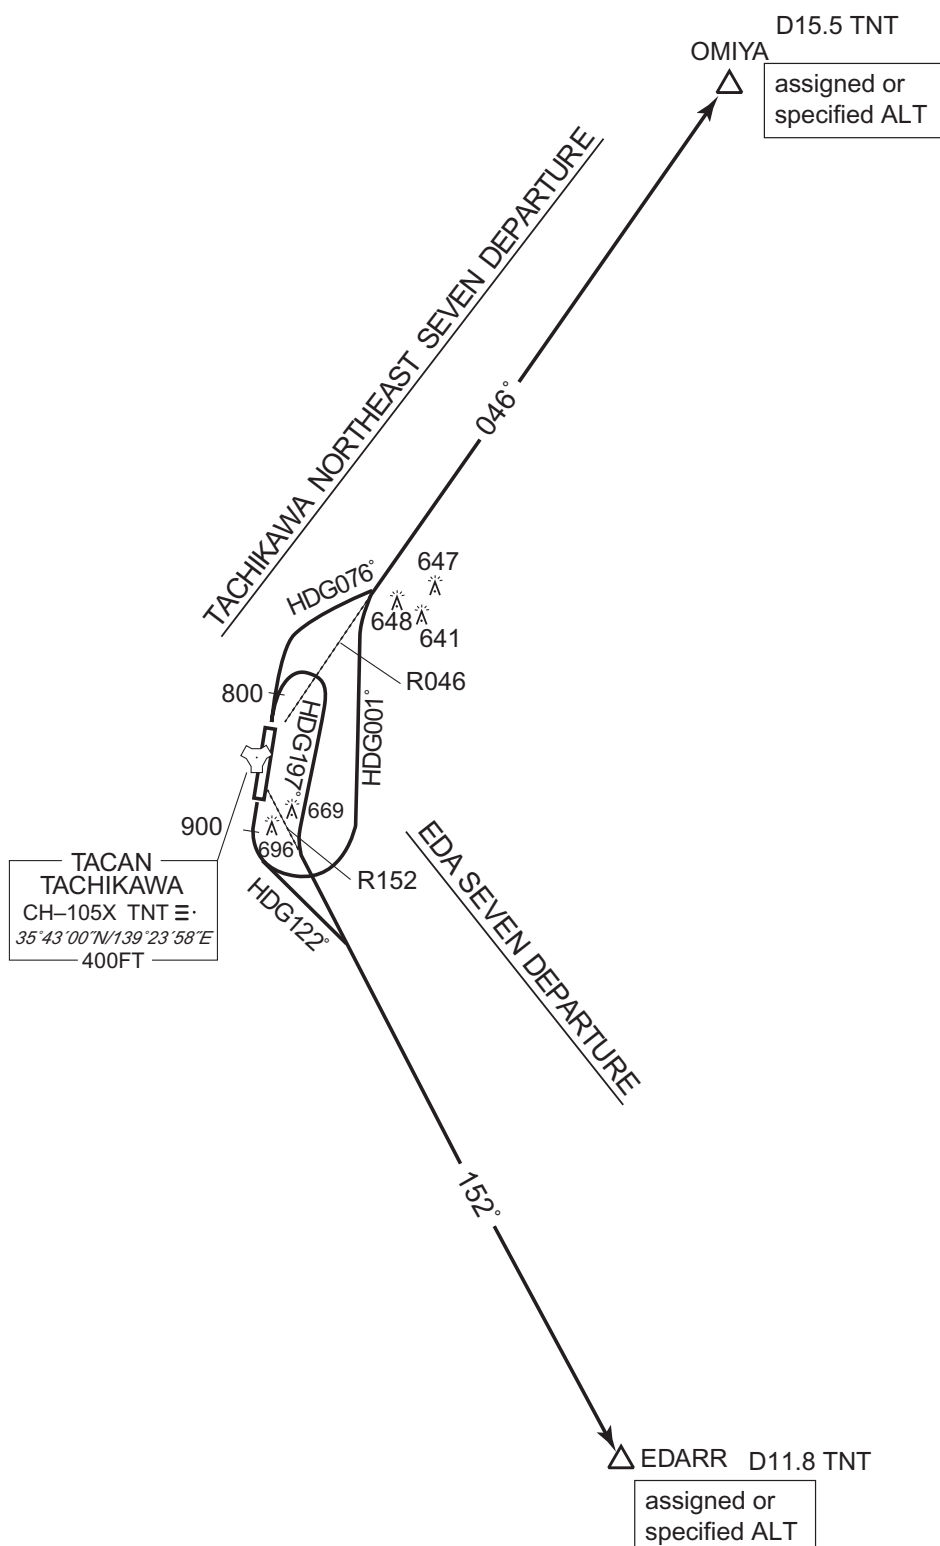 D15.5 TNT
OMIYA
assigned or
specified ALT
TACHIKAWA NORTHEAST SEVEN DEPARTURE
046°
647
HDG076°
648
641
R046
800
HDG001°
HDG197°
669
900
696
R152
TACAN
TACHIKAWA
CH–105X TNT
35°43′00″N/139°23′58″E
400FT
HDG122°
EDA SEVEN DEPARTURE
152°
EDARR D11.8 TNT
assigned or
specified ALT